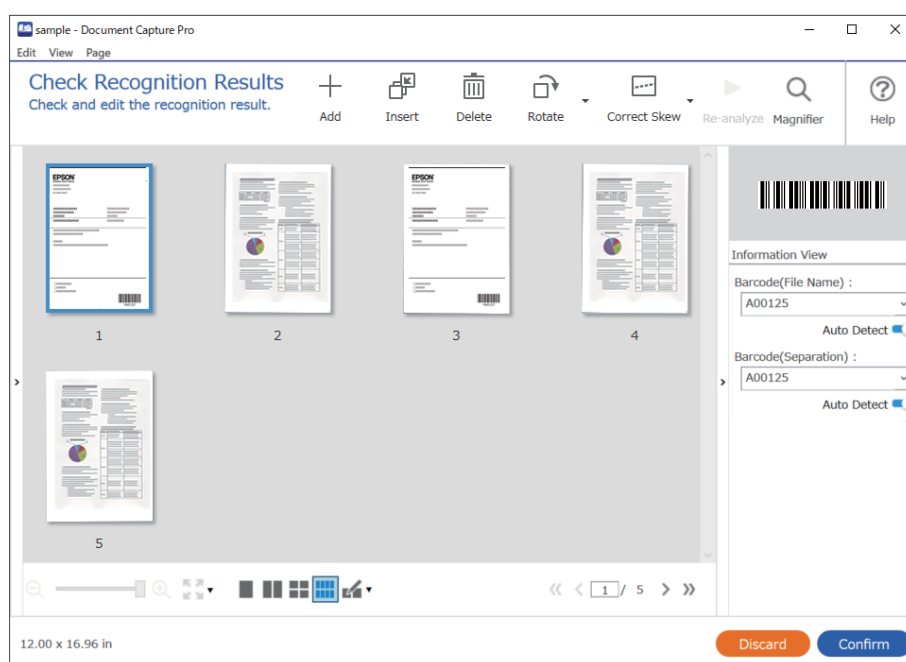 sample - Document Capture Pro
Edit View Page
Check Recognition Results
Check and edit the recognition result.
Add
Insert
Delete
Rotate
Correct Skew
Re-analyze
Magnifier
Help
EPSON
EPSON
1
2
3
4
5
Information View
Barcode(File Name) :
A00125
Auto Detect
Barcode(Separation) :
A00125
Auto Detect
1 / 5
12.00 x 16.96 in
Discard
Confirm